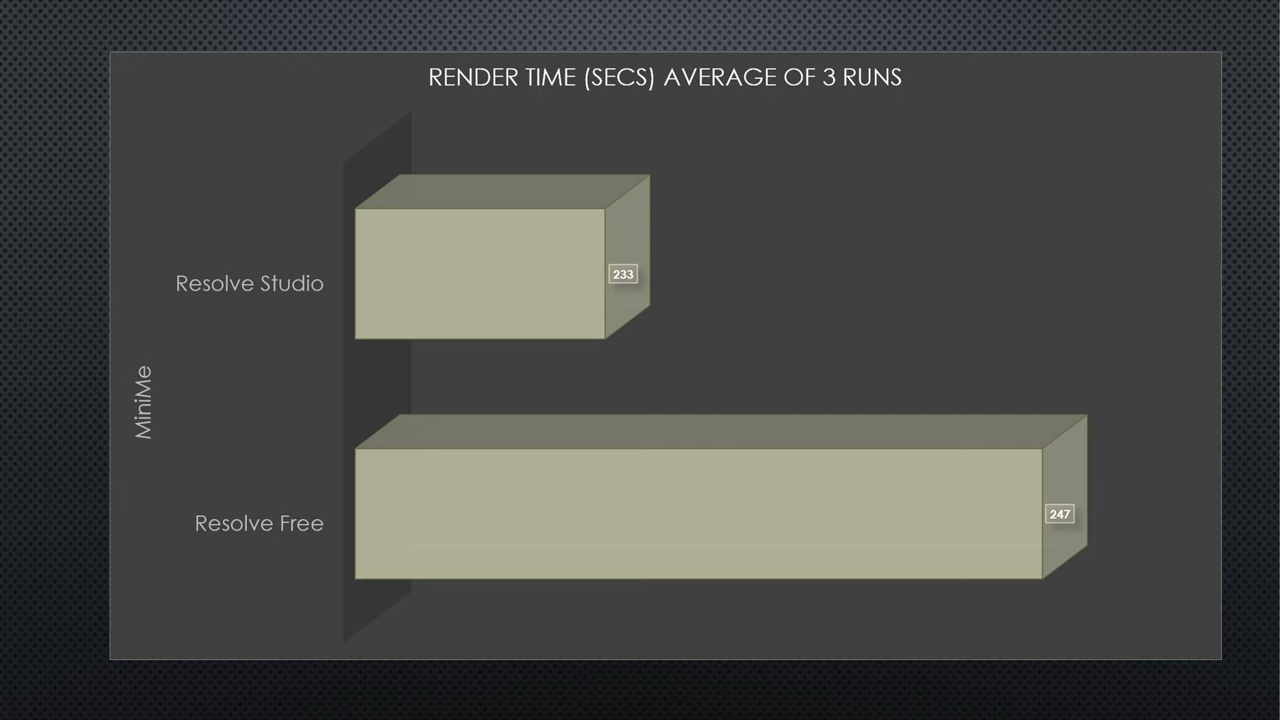 RENDER TIME (SECS) AVERAGE OF 3 RUNS
Resolve Studio
233
MiniMe
Resolve Free
247